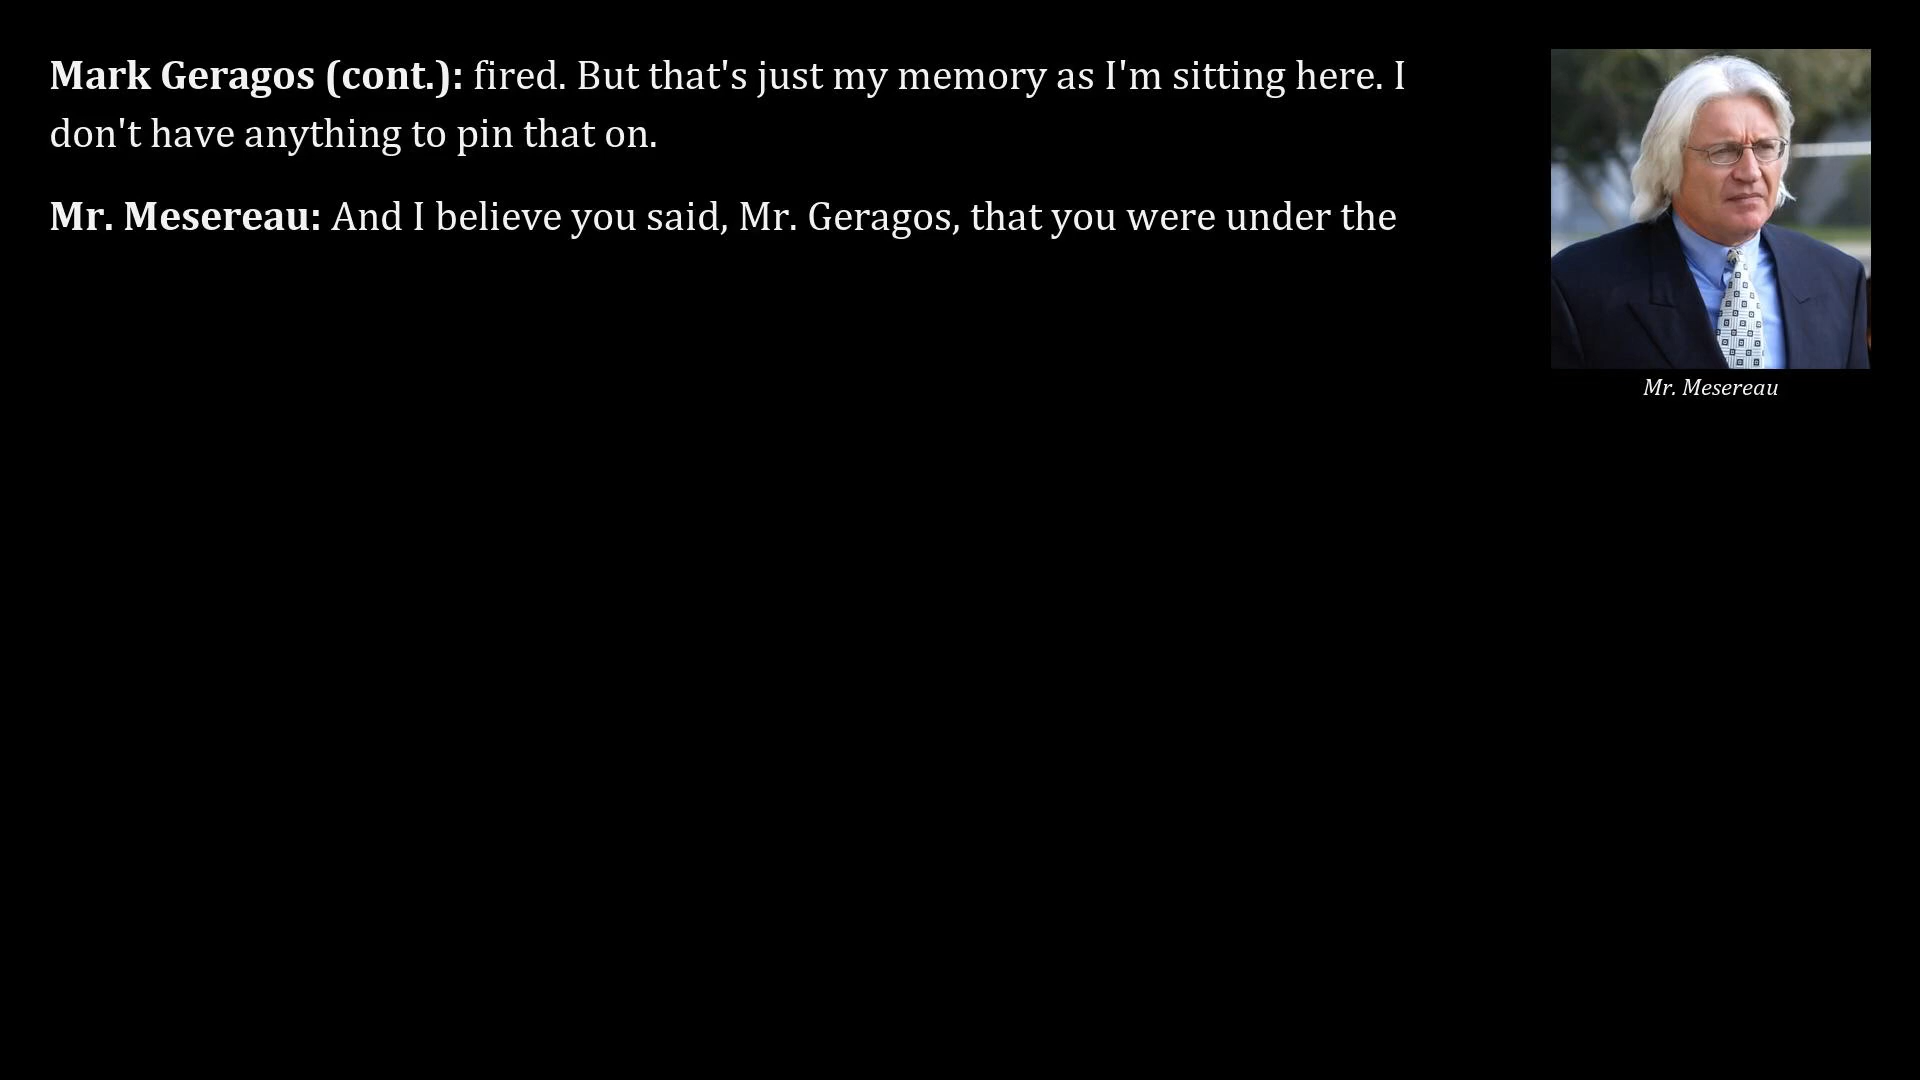 Mark Geragos (cont.): fired. But that's just my memory as I'm sitting here. I
don't have anything to pin that on.
Mr. Mesereau: And I believe you said, Mr. Geragos, that you were under the
Mr. Mesereau